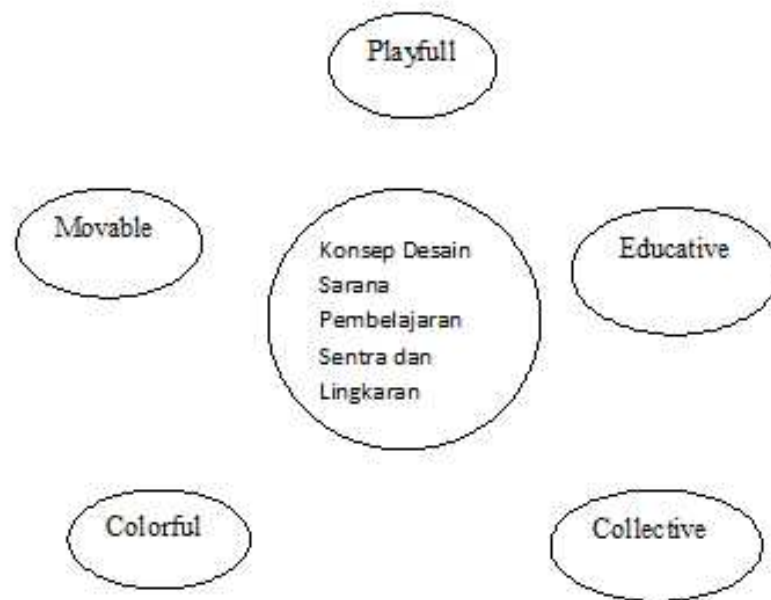 Playfull
Movable
Konsep Desain
Sarana
Pembelajaran
Sentra dan
Lingkaran
Educative
Colorful
Collective